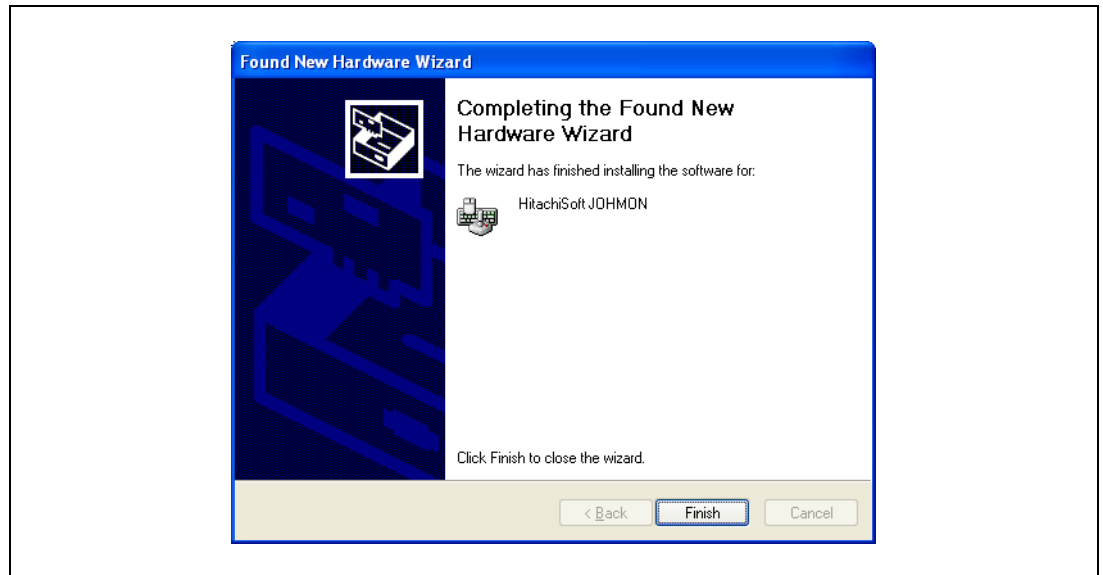 Found New Hardware Wizard
Completing the Found New
Hardware Wizard
The wizard has finished installing the software for:
HitachiSoft JOHMON
Click Finish to close the wizard.
< Back
Finish
Cancel